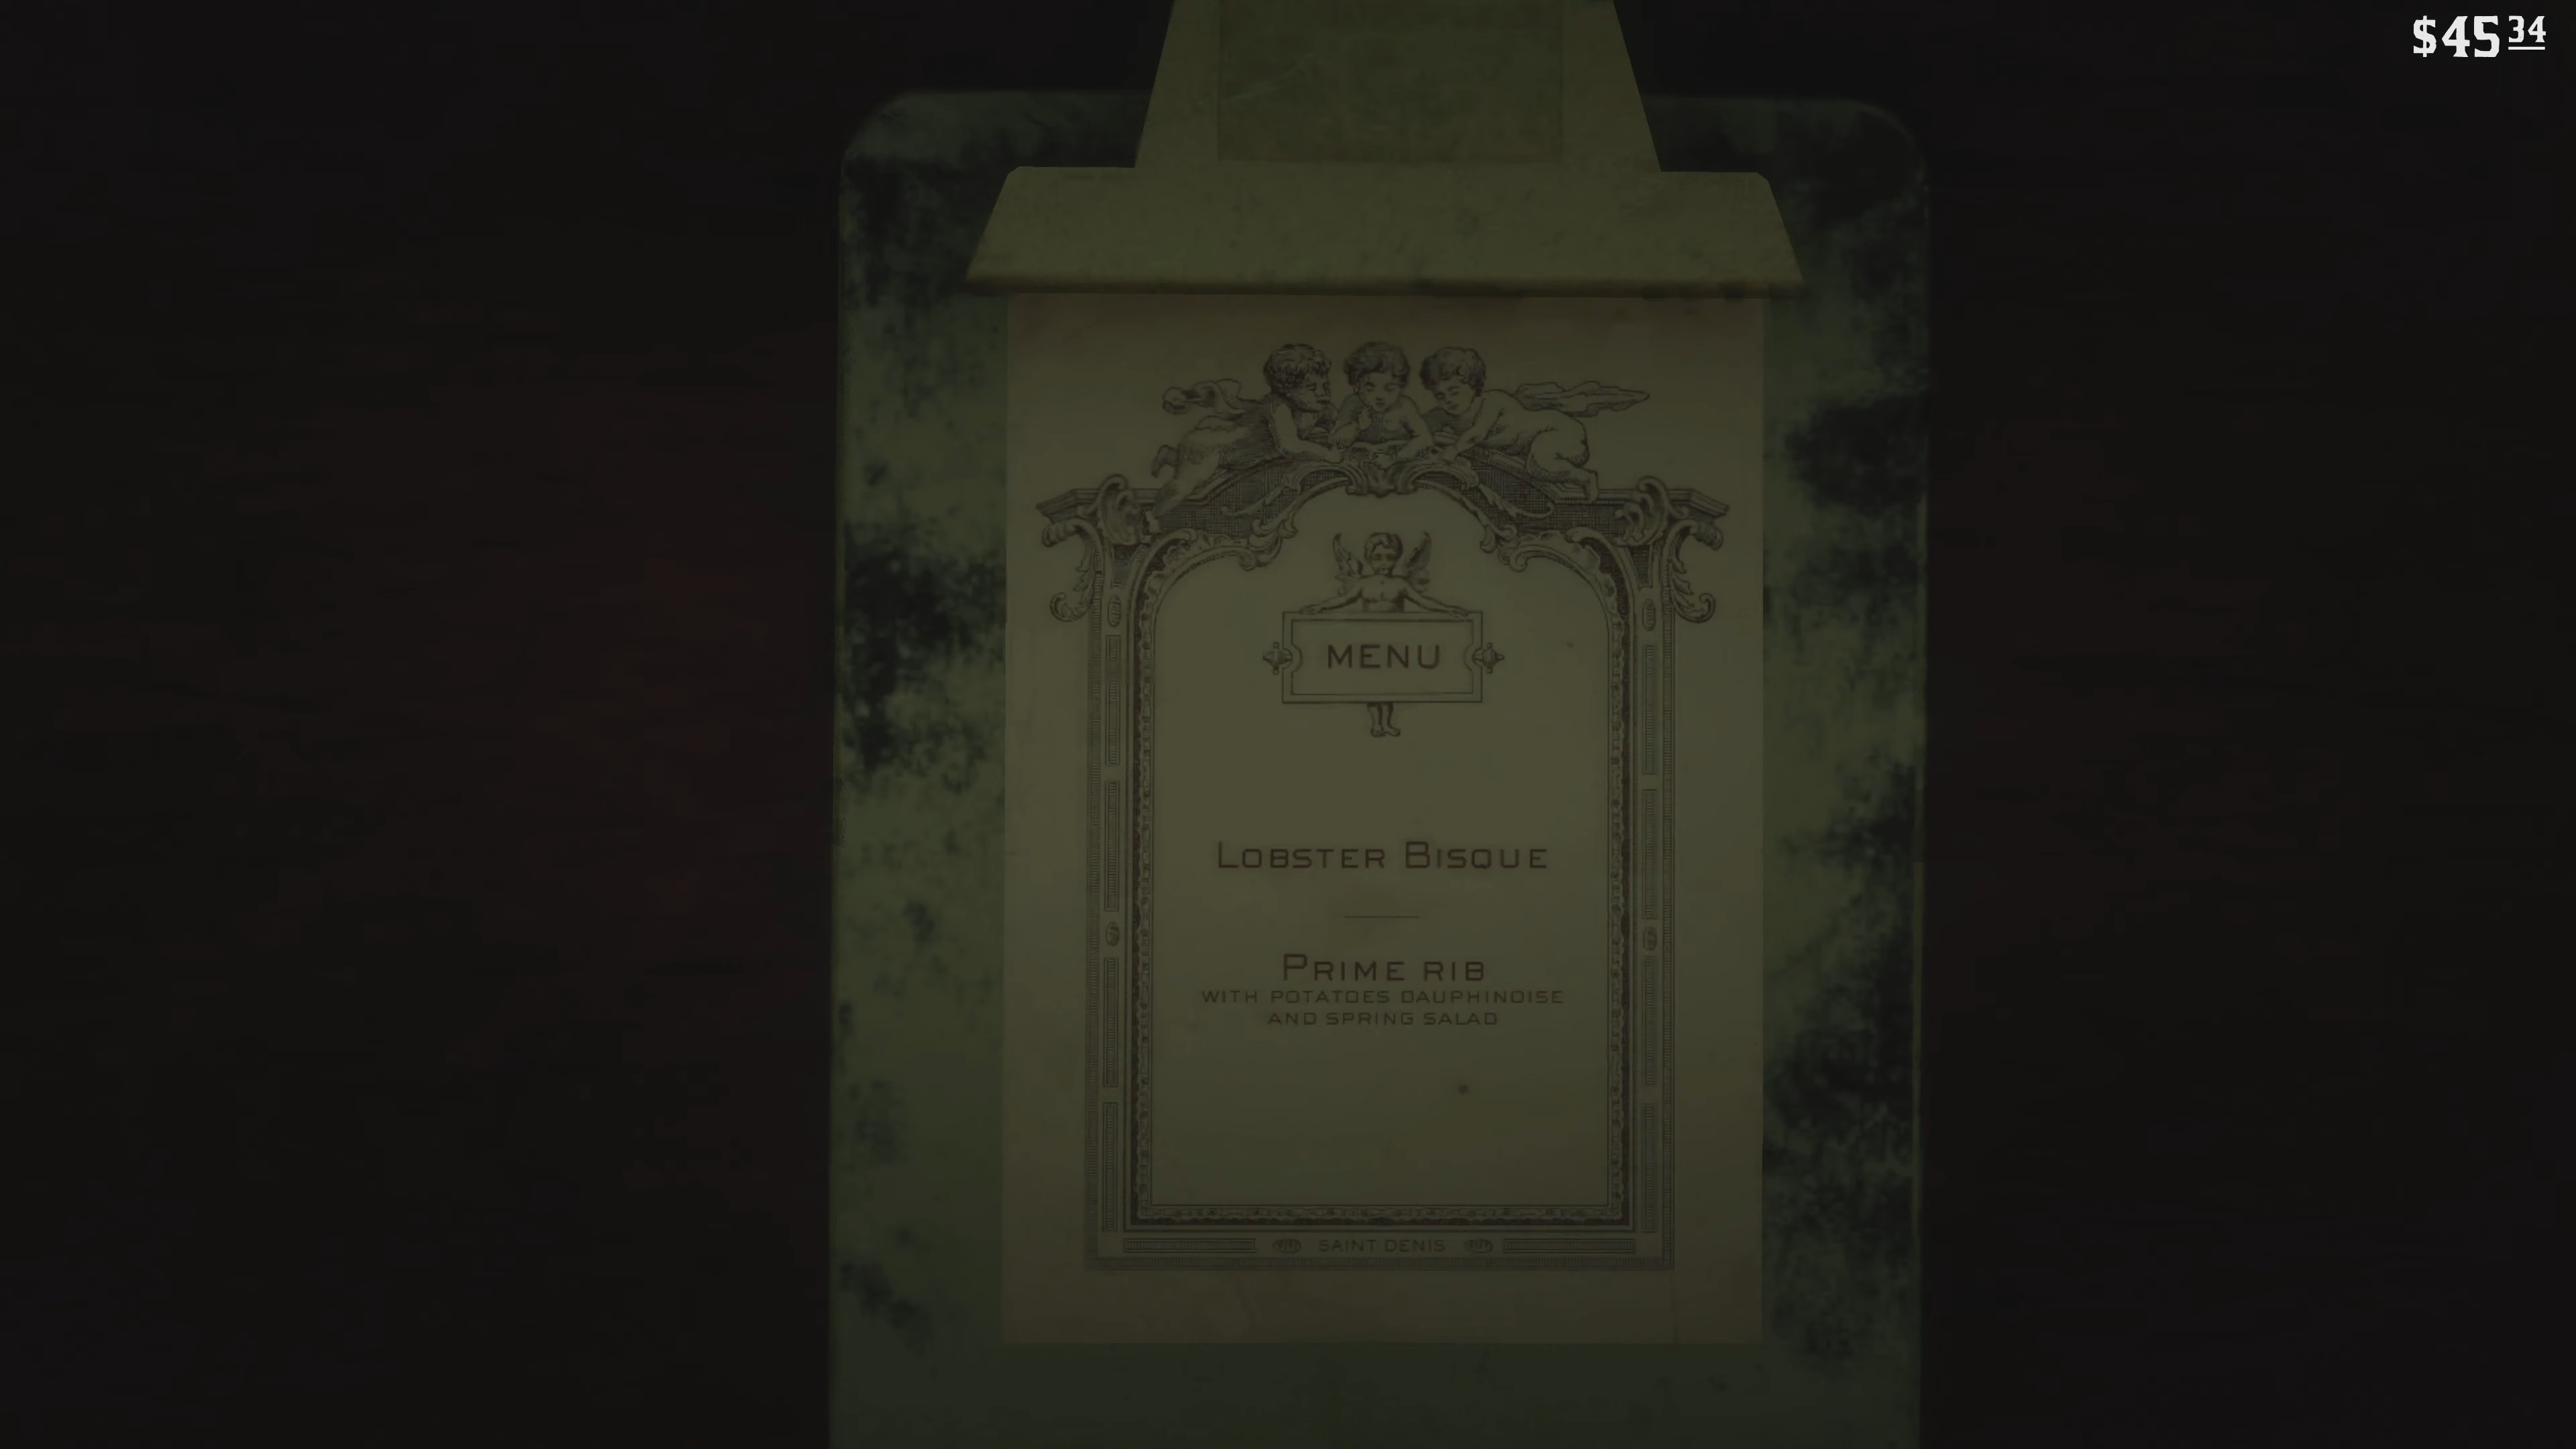 $45 34
MENU
LOBSTER BISQUE
PRIME RIB
WITH POTATOES DAUPHINOISE
AND SPRING SALAD
SAINT DENIS